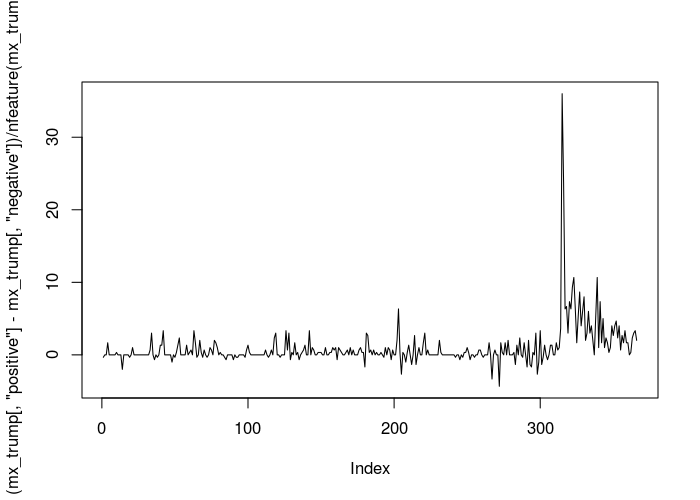 (mx_trump[, "positive"] - mx_trump[, "negative"])/nfeature(mx_trum
30
20
10
0
0 100 200 300
Index